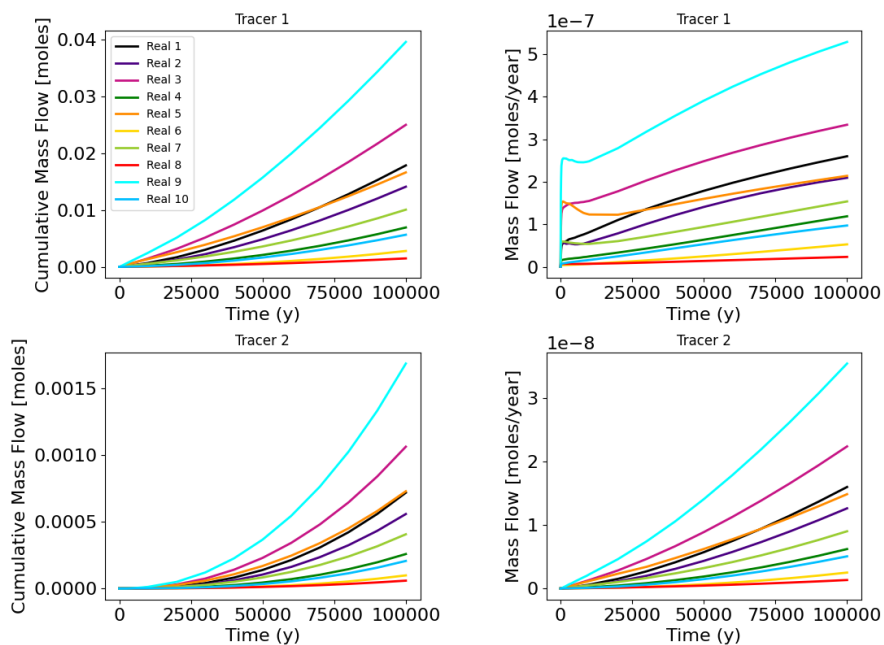 Tracer 1
Cumulative Mass Flow [moles]
0.04
0.03
0.02
0.01
0.00
Real 1
Real 2
Real 3
Real 4
Real 5
Real 6
Real 7
Real 8
Real 9
Real 10
0 25000 50000 75000 100000
Time (y)
Tracer 1
1e−7
Mass Flow [moles/year]
5
4
3
2
1
0
0 25000 50000 75000 100000
Time (y)
Tracer 2
Cumulative Mass Flow [moles]
0.0015
0.0010
0.0005
0.0000
0 25000 50000 75000 100000
Time (y)
Tracer 2
1e−8
Mass Flow [moles/year]
3
2
1
0
0 25000 50000 75000 100000
Time (y)